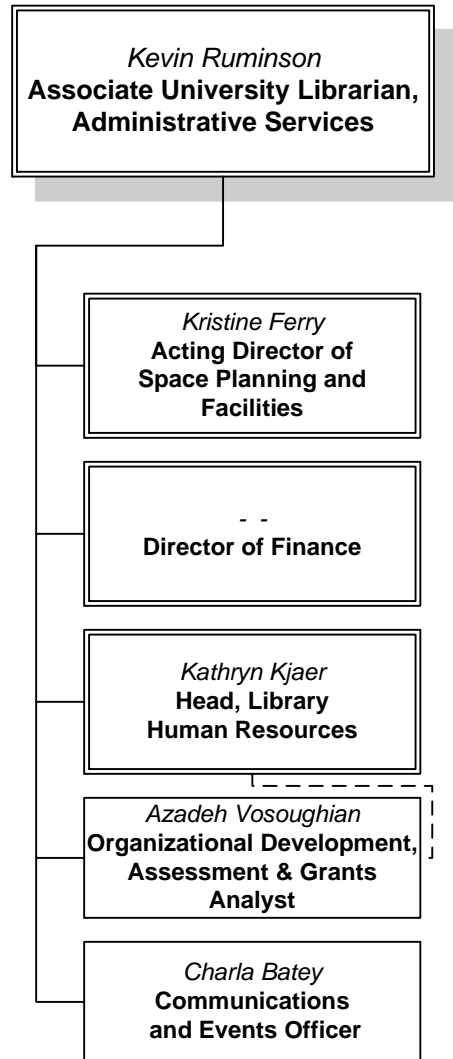 Kevin Ruminson
Associate University Librarian,
Administrative Services
Kristine Ferry
Acting Director of
Space Planning and
Facilities
- -
Director of Finance
Kathryn Kjaer
Head, Library
Human Resources
Azadeh Vosoughian
Organizational Development,
Assessment & Grants
Analyst
Charla Batey
Communications
and Events Officer